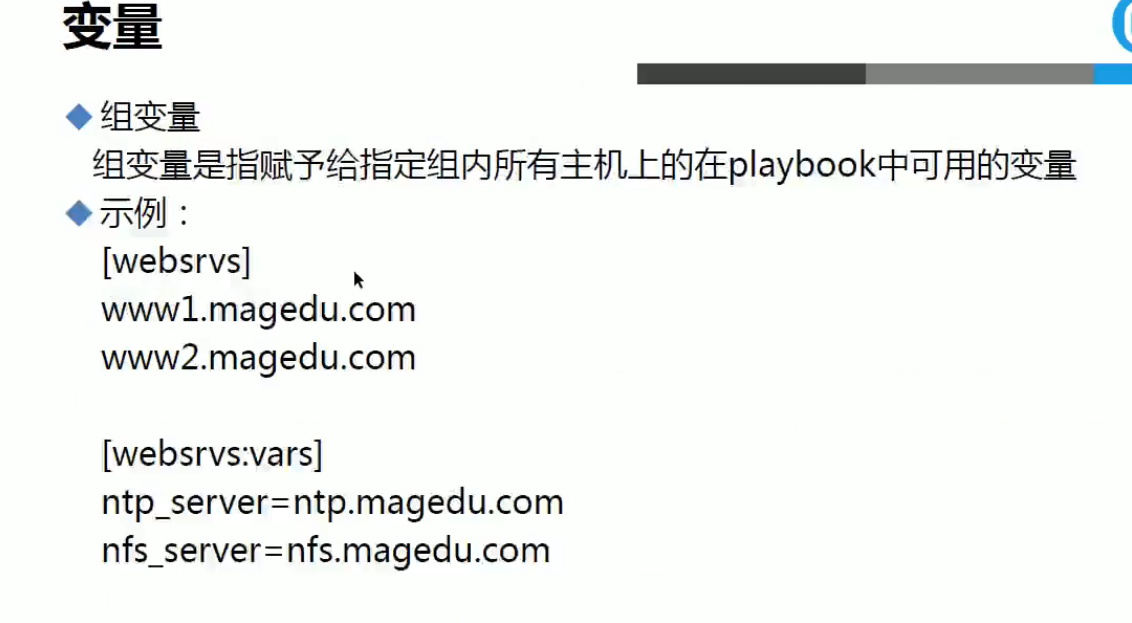 变量
组变量
组变量是指赋予给指定组内所有主机上的在playbook中可用的变量
示例：
[websrvs]
www1.magedu.com
www2.magedu.com
[websrvs:vars]
ntp_server=ntp.magedu.com
nfs_server=nfs.magedu.com